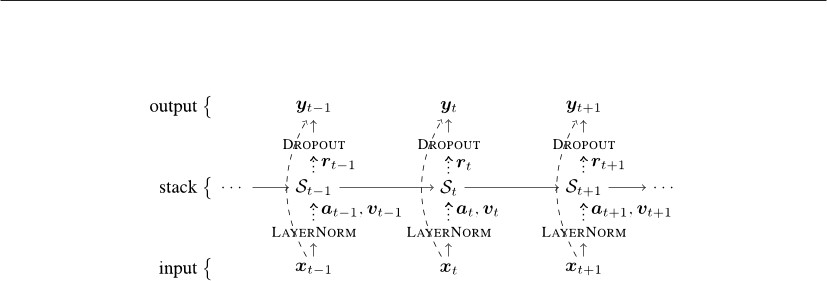 output { y_{t−1} y_t y_{t+1}
DROPOUT DROPOUT DROPOUT
r_{t−1} r_t r_{t+1}
stack { ··· S_{t−1} S_t S_{t+1} ···
a_{t−1}, v_{t−1} a_t, v_t a_{t+1}, v_{t+1}
LAYERNORM LAYERNORM LAYERNORM
input { x_{t−1} x_t x_{t+1}